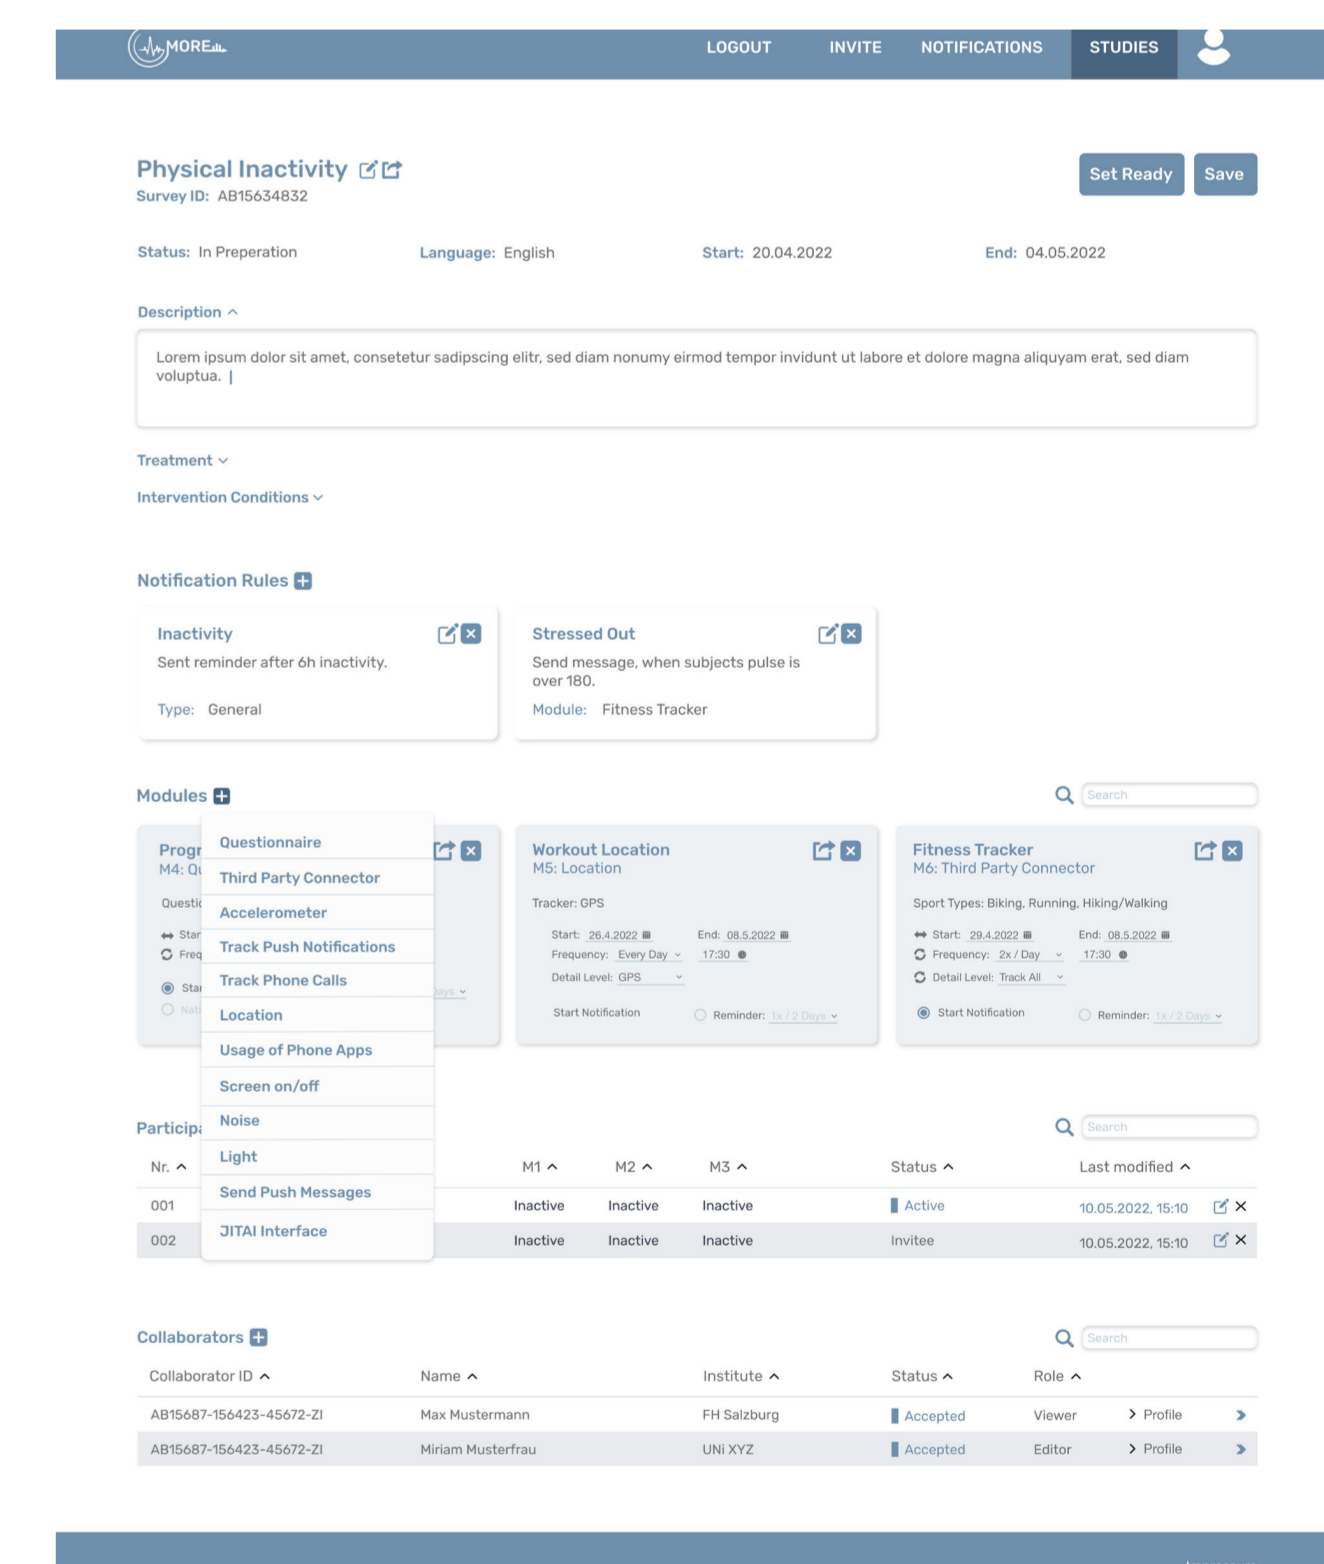 MORE
LOGOUT INVITE NOTIFICATIONS STUDIES
Physical Inactivity
Set Ready Save
Survey ID: AB15634832
Status: In Preperation Language: English Start: 20.04.2022 End: 04.05.2022
Description
Lorem ipsum dolor sit amet, consetetur sadipscing elitr, sed diam nonumy eirmod tempor invidunt ut labore et dolore magna aliquyam erat, sed diam
voluptua.
Treatment
Intervention Conditions
Notification Rules
Inactivity
Sent reminder after 6h inactivity.
Type: General
Stressed Out
Send message, when subjects pulse is
over 180.
Module: Fitness Tracker
Modules
Search
Questionnaire
Third Party Connector
Accelerometer
Track Push Notifications
Track Phone Calls
Location
Usage of Phone Apps
Screen on/off
Noise
Light
Send Push Messages
JITAI Interface
Progr
M4: Qu
Questio
Star
Freq
Star
Nati
Days
Workout Location
M5: Location
Tracker: GPS
Start: 26.4.2022 End: 08.5.2022
Frequency: Every Day 17:30
Detail Level: GPS
Start Notification Reminder: 1x / 2 Days
Fitness Tracker
M6: Third Party Connector
Sport Types: Biking, Running, Hiking/Walking
Start: 29.4.2022 End: 08.5.2022
Frequency: 2x / Day 17:30
Detail Level: Track All
Start Notification Reminder: 1x / 2 Days
Particip
Search
Nr. M1 M2 M3 Status Last modified
001 Inactive Inactive Inactive Active 10.05.2022, 15:10
002 Inactive Inactive Inactive Invitee 10.05.2022, 15:10
Collaborators
Search
Collaborator ID Name Institute Status Role
AB15687-156423-45672-ZI Max Mustermann FH Salzburg Accepted Viewer Profile
AB15687-156423-45672-ZI Miriam Musterfrau UNi XYZ Accepted Editor Profile